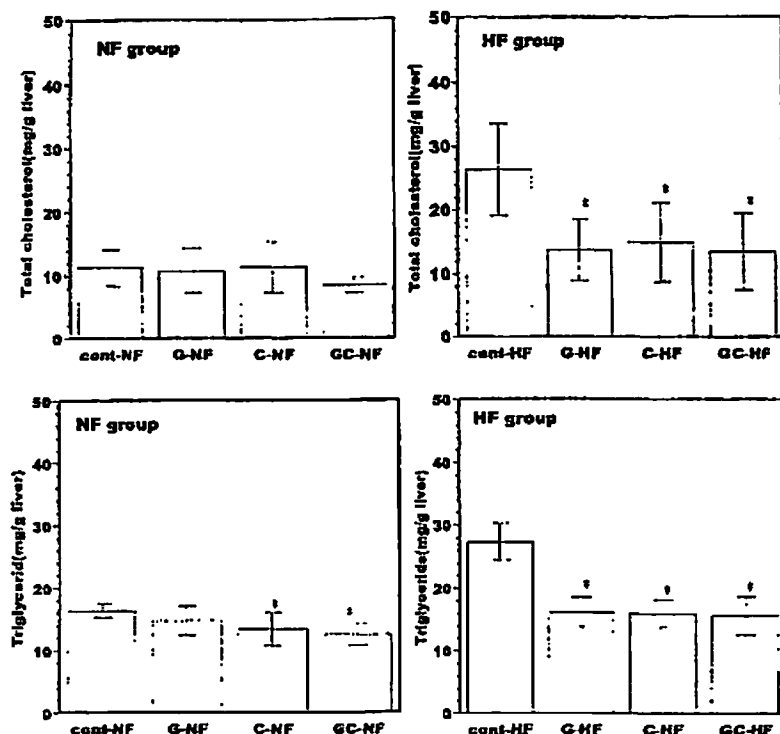 NF group
Total cholesterol(mg/g liver)
50
40
30
20
10
0
cont-NF G-NF C-NF GC-NF
HF group
Total cholesterol(mg/g liver)
50
40
30
20
10
0
cont-HF G-HF C-HF GC-HF
NF group
Triglycerid(mg/g liver)
50
40
30
20
10
0
cont-NF G-NF C-NF GC-NF
HF group
Triglycerids(mg/g liver)
50
40
30
20
10
0
cont-HF G-HF C-HF GC-HF